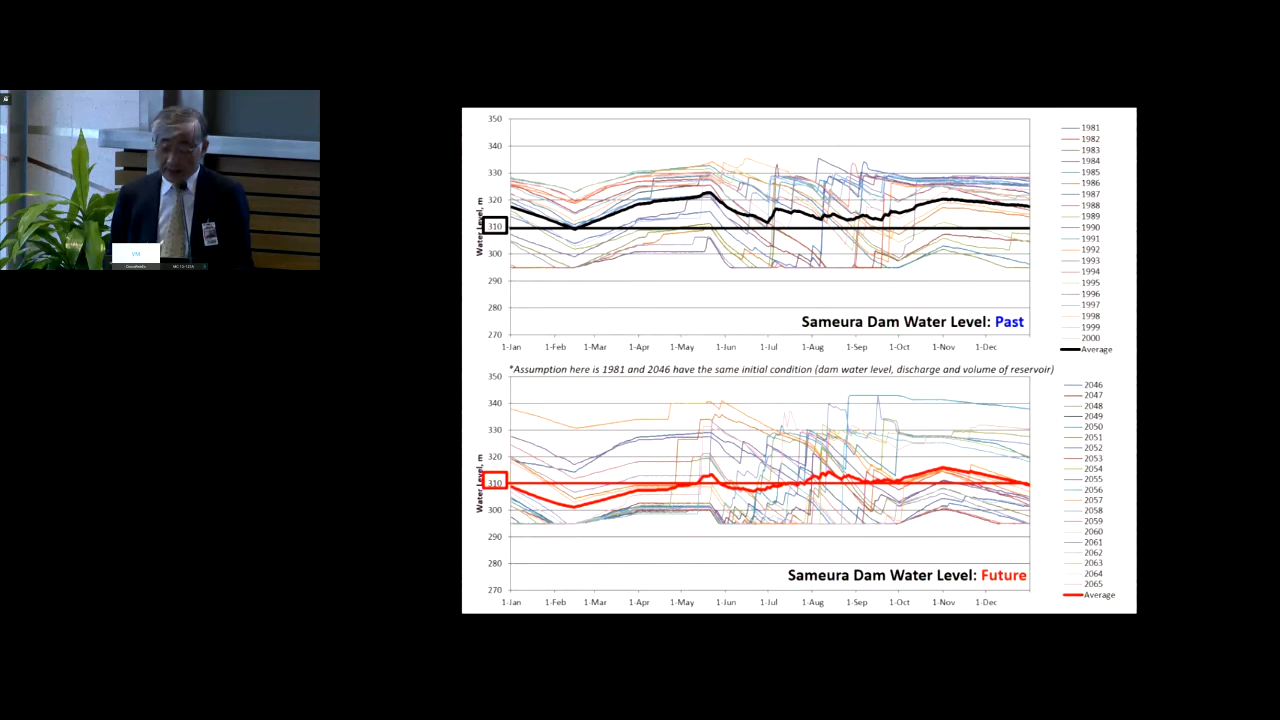 VM
350
340
330
320
310
300
290
280
270
Water Level, m
1-Jan
1-Feb
1-Mar
1-Apr
1-May
1-Jun
1-Jul
1-Aug
1-Sep
1-Oct
1-Nov
1-Dec
Sameura Dam Water Level: Past
1981
1982
1983
1984
1985
1986
1987
1988
1989
1990
1991
1992
1993
1994
1995
1996
1997
1998
1999
2000
Average
*Assumption here is 1981 and 2046 have the same initial condition (dam water level, discharge and volume of reservoir)
350
340
330
320
310
300
290
280
270
Water Level, m
1-Jan
1-Feb
1-Mar
1-Apr
1-May
1-Jun
1-Jul
1-Aug
1-Sep
1-Oct
1-Nov
1-Dec
Sameura Dam Water Level: Future
2046
2047
2048
2049
2050
2051
2052
2053
2054
2055
2056
2057
2058
2059
2060
2061
2062
2063
2064
2065
Average